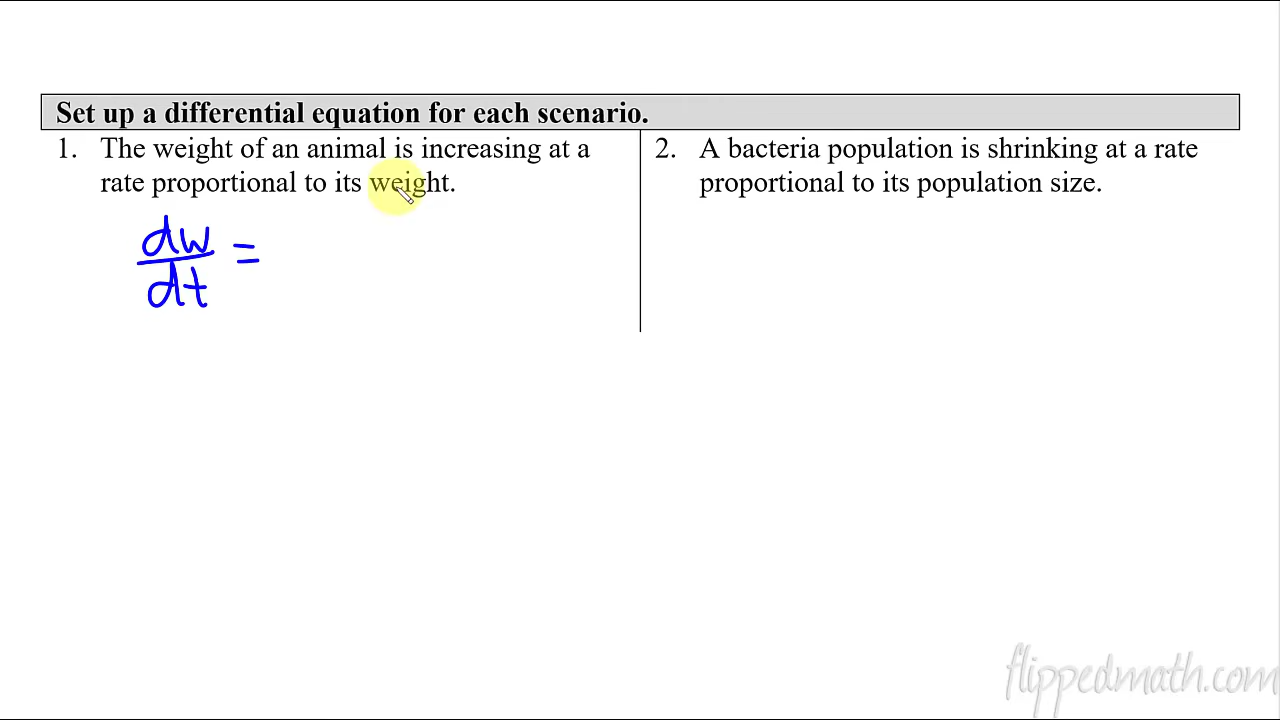 Set up a differential equation for each scenario.
1. The weight of an animal is increasing at a
rate proportional to its weight.
dw/dt =
2. A bacteria population is shrinking at a rate
proportional to its population size.
flippedmath.com